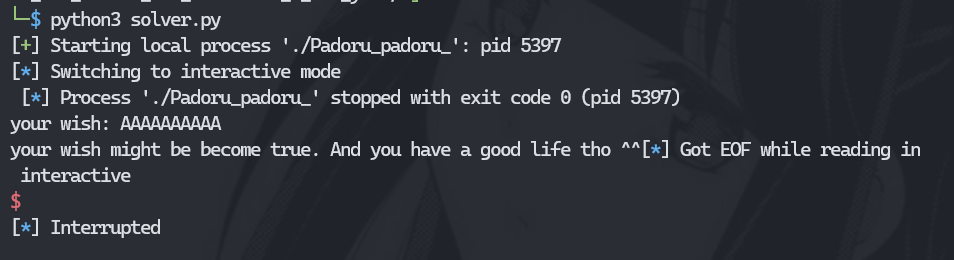 └─$ python3 solver.py
[+] Starting local process './Padoru_padoru_': pid 5397
[*] Switching to interactive mode
[*] Process './Padoru_padoru_' stopped with exit code 0 (pid 5397)
your wish: AAAAAAAAAA
your wish might be become true. And you have a good life tho ^^[*] Got EOF while reading in
interactive
$
[*] Interrupted